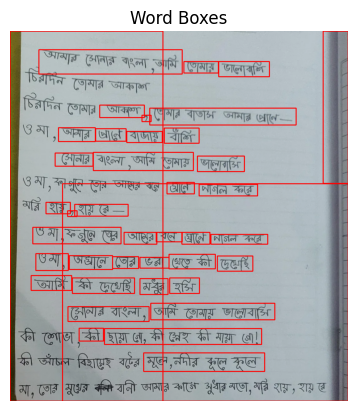 Word Boxes
আমার সোনার বাংলা, আমি তোমায় ভালোবাসি
চিরদিন তোমার আকাশ
চিরদিন তোমার আকাশ, তোমার বাতাস আমার প্রাণে—
ও মা, আমার প্রাণে বাজায় বাঁশি
সোনার বাংলা, আমি তোমায় ভালোবাসি
ও মা, ফাগুনে তোর আমের বনে ঘ্রাণে পাগল করে
মরি হায়, হায় রে—
ও মা, ফাগুনে তোর আমের বনে ঘ্রাণে পাগল করে
ও মা, অঘ্রানে তোর ভরা খেতে কী দেখেছি
আমি কী দেখেছি মধুর হাসি
সোনার বাংলা, আমি তোমায় ভালোবাসি
কী শোভা, কী ছায়া গো, কী স্নেহ কী মায়া গো!
কী আঁচল বিছায়েছ বটের মূলে, নদীর কূলে কূলে
মা, তোর মুখের বানী আমার কানে সুধার মতো, মরি হায়, হায় রে